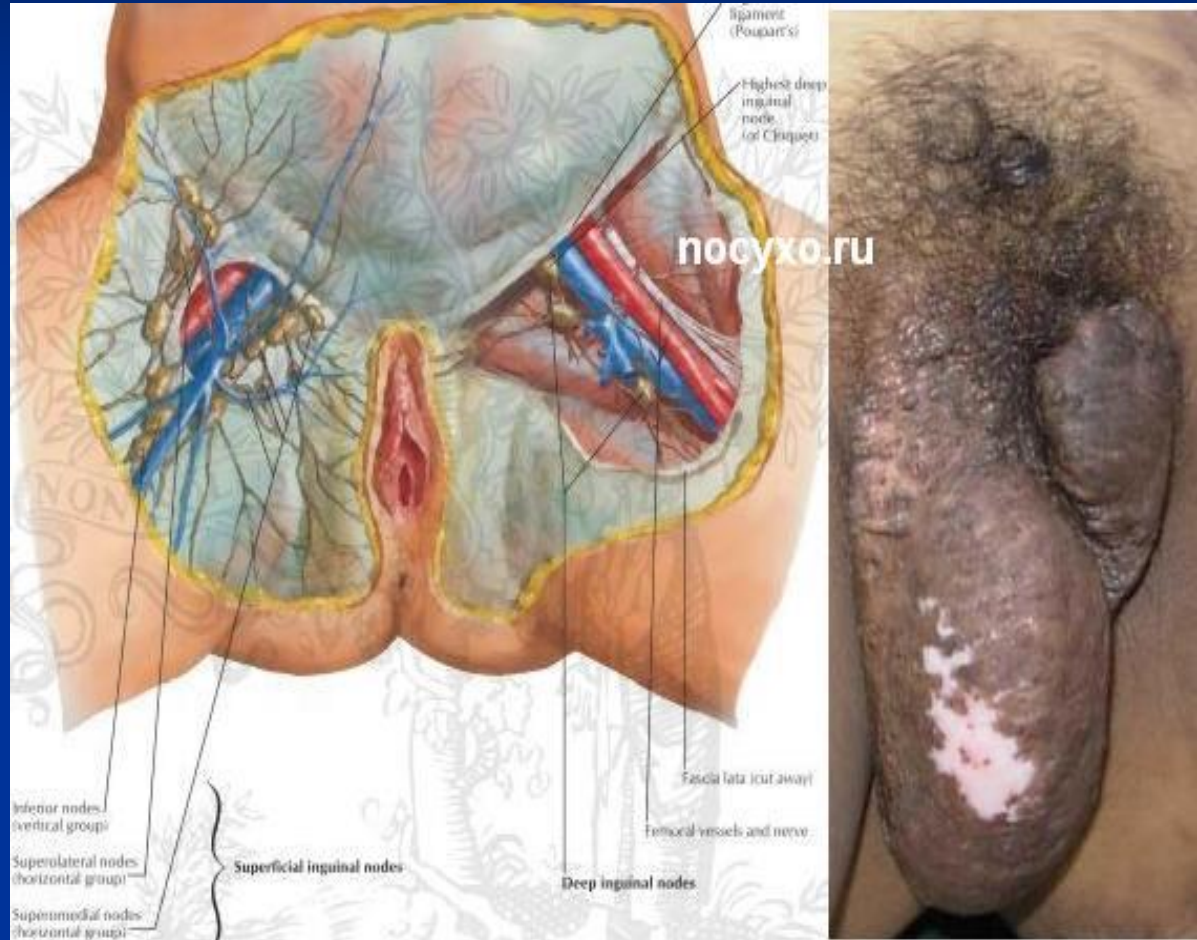 ligament
(Poupart's)
Highest deep
inguinal
node
(of Cloquet)
nocyxo.ru
NON
Fascia lata (cut away)
Femoral vessels and nerve
Deep inguinal nodes
Inferior nodes
(vertical group)
Superolateral nodes
(horizontal group)
Superficial inguinal nodes
Superomedial nodes
(horizontal group)